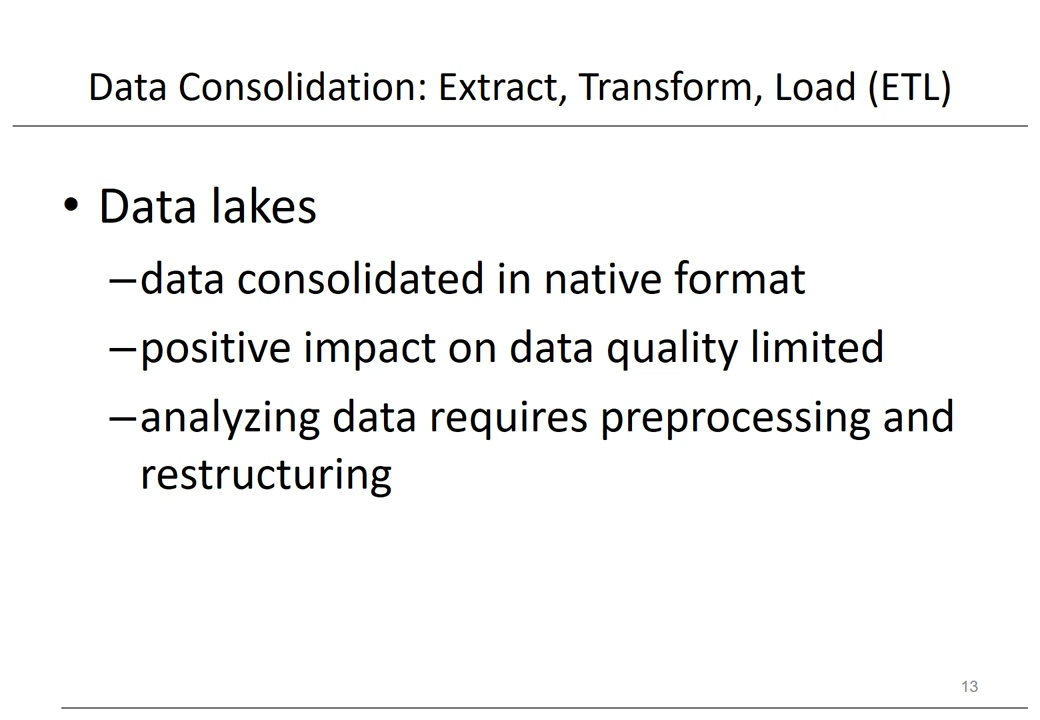 Data Consolidation: Extract, Transform, Load (ETL)
• Data lakes
–data consolidated in native format
–positive impact on data quality limited
–analyzing data requires preprocessing and
restructuring
13